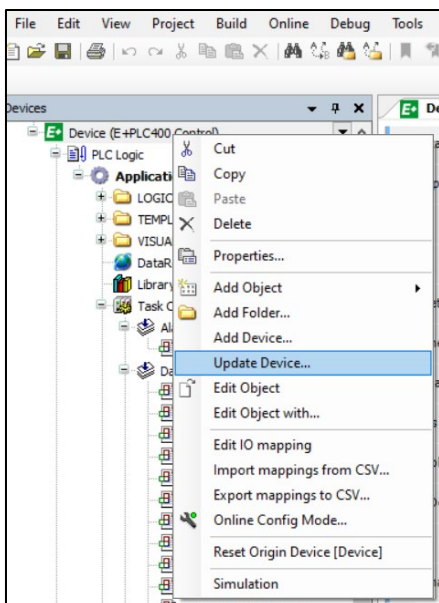 File Edit View Project Build Online Debug Tools
Devices
Device (E+PLC400 Control)
PLC Logic
Cut
Copy
Paste
Delete
Properties...
Add Object
Add Folder...
Add Device...
Update Device...
Edit Object
Edit Object with...
Edit IO mapping
Import mappings from CSV...
Export mappings to CSV...
Online Config Mode...
Reset Origin Device [Device]
Simulation
Applicati
LOGIC
TEMPL
VISUA
DataR
Library
Task C
Ala
Da